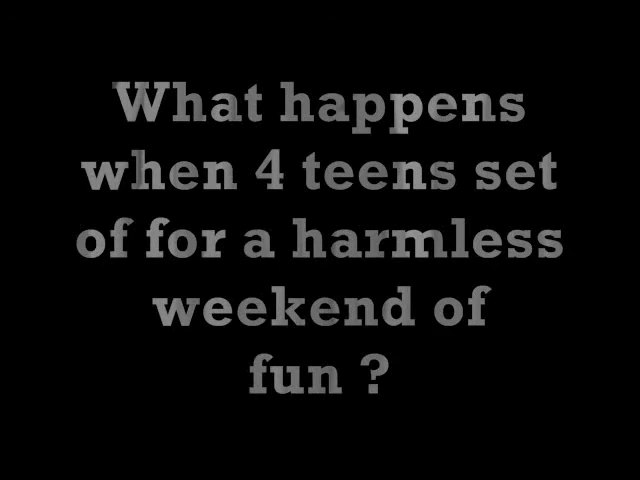 What happens
when 4 teens set
of for a harmless
weekend of
fun ?